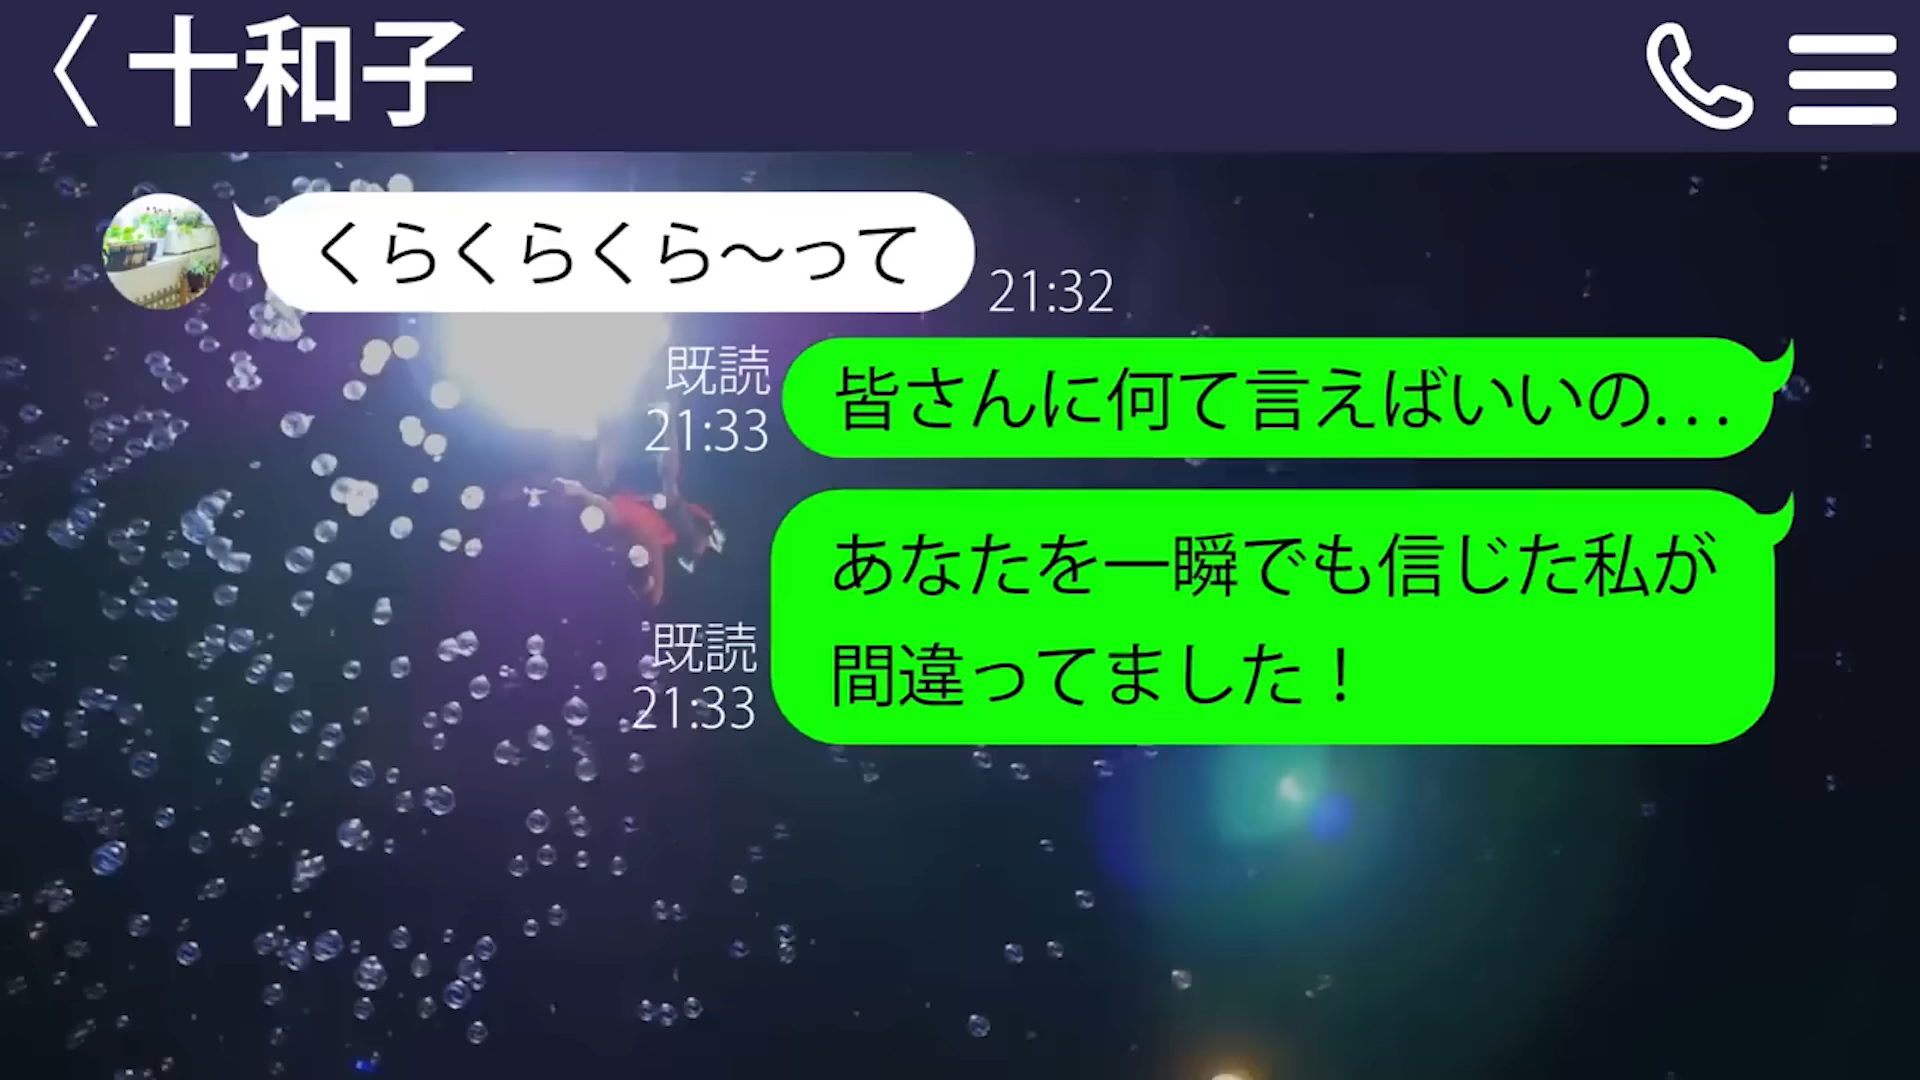 十和子
くらくらくら～って
21:32
皆さんに何て言えばいいの...
既読
21:33
あなたを一瞬でも信じた私が
間違ってました！
既読
21:33